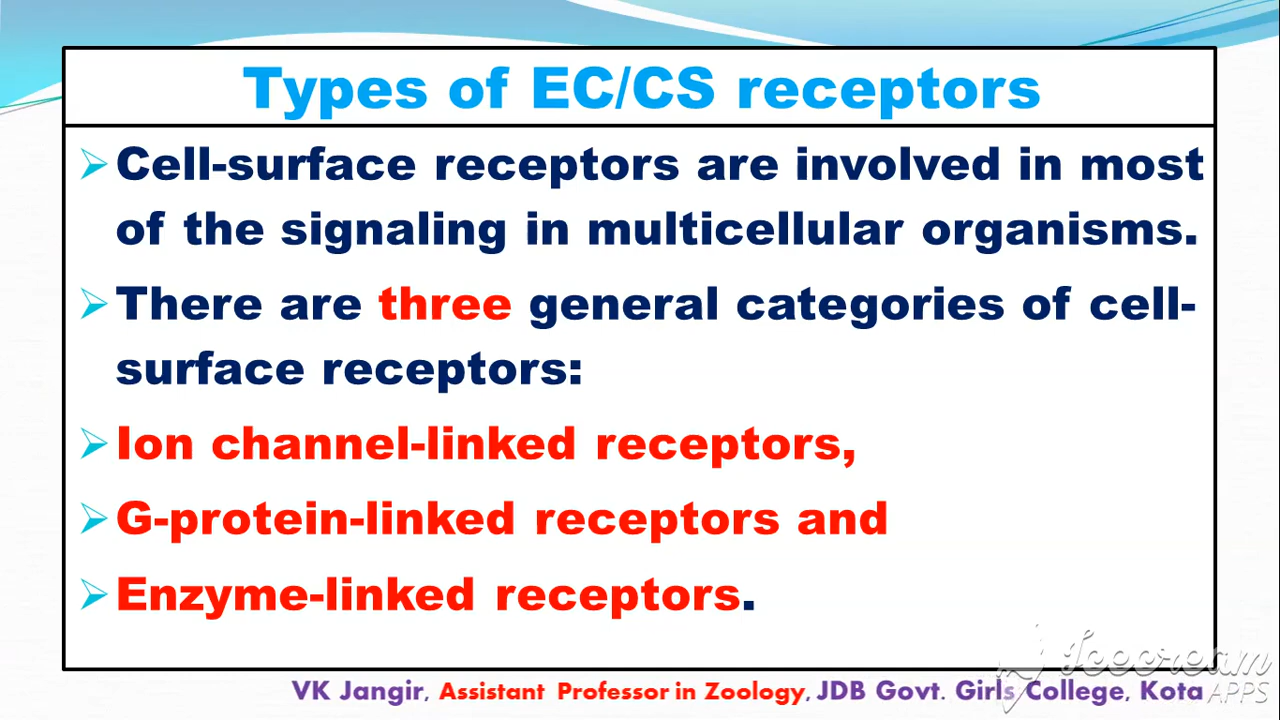 Types of EC/CS receptors
Cell-surface receptors are involved in most
of the signaling in multicellular organisms.
There are three general categories of cell-
surface receptors:
Ion channel-linked receptors,
G-protein-linked receptors and
Enzyme-linked receptors.
Icecream
APPS
VK Jangir, Assistant Professor in Zoology, JDB Govt. Girls College, Kota